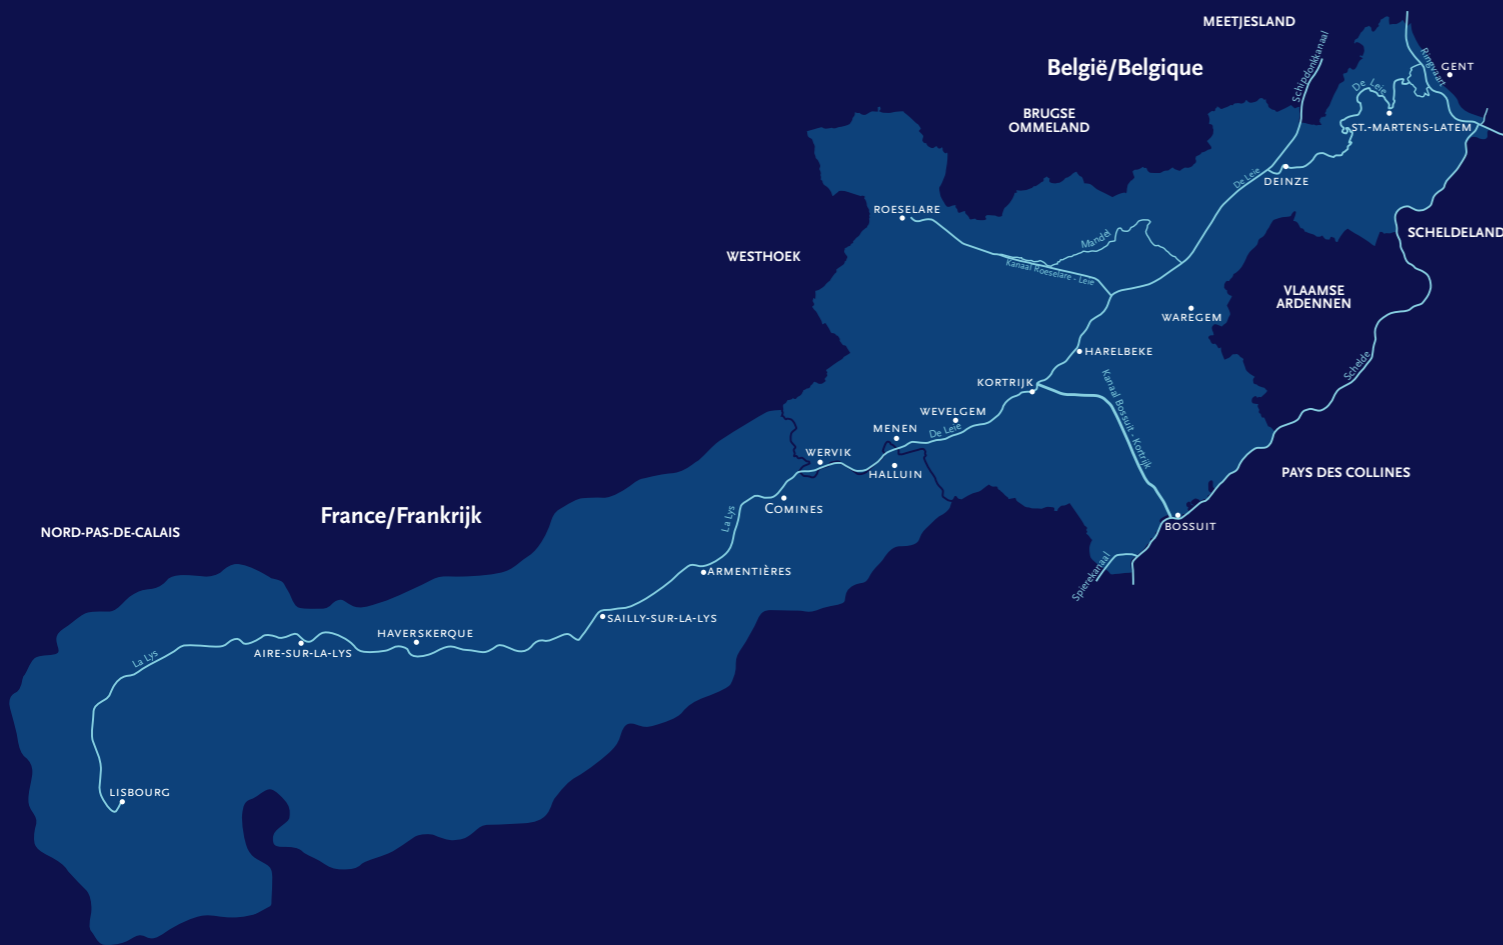 MEETJESLAND
België/Belgique
Schipdonkkanaal
Ringvaart
GENT
De Leie
ST.-MARTENS-LATEM
BRUGSE
OMMELAND
De Leie
DEINZE
ROESELARE
SCHELDELAND
WESTHOEK
Mandel
Kanaal Roeselare - Leie
VLAAMSE
ARDENNEN
WAREGEM
HARELBEKE
Schelde
KORTRIJK
Kanaal Bossuit - Kortrijk
WEVELGEM
MENEN
De Leie
WERVIK
HALLUIN
PAYS DES COLLINES
COMINES
La Lys
France/Frankrijk
NORD-PAS-DE-CALAIS
BOSSUIT
Spierekanaal
ARMENTIÈRES
SAILLY-SUR-LA-LYS
HAVERSKERQUE
AIRE-SUR-LA-LYS
La Lys
LISBOURG